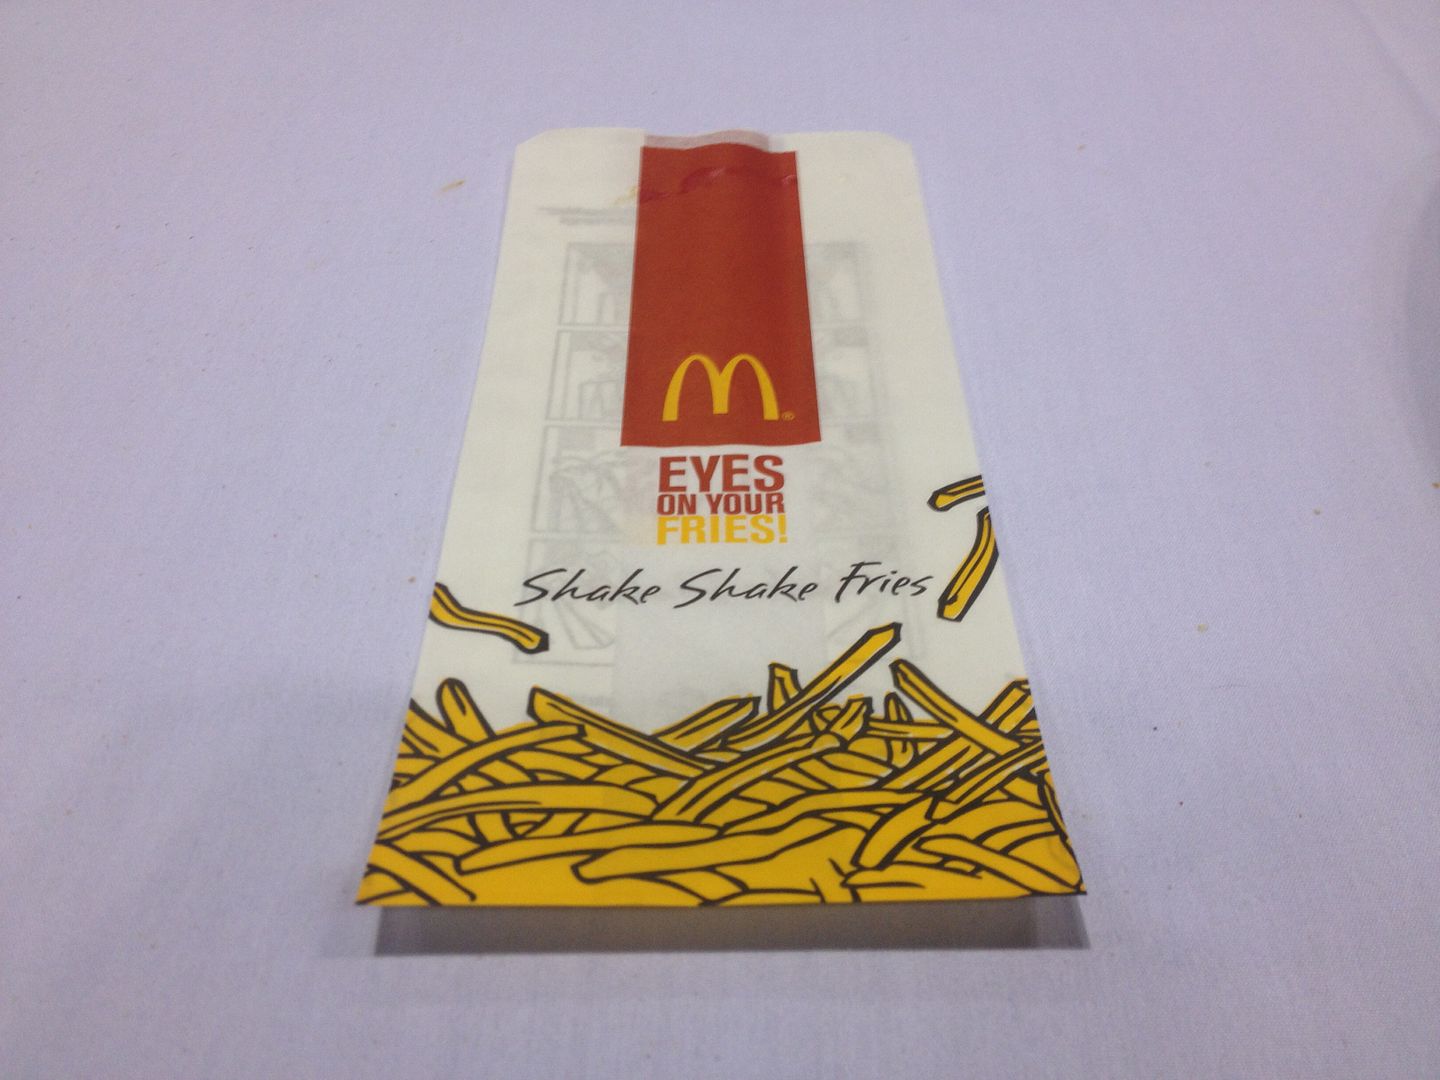 M®
EYES
ON YOUR
FRIES!
Shake Shake Fries